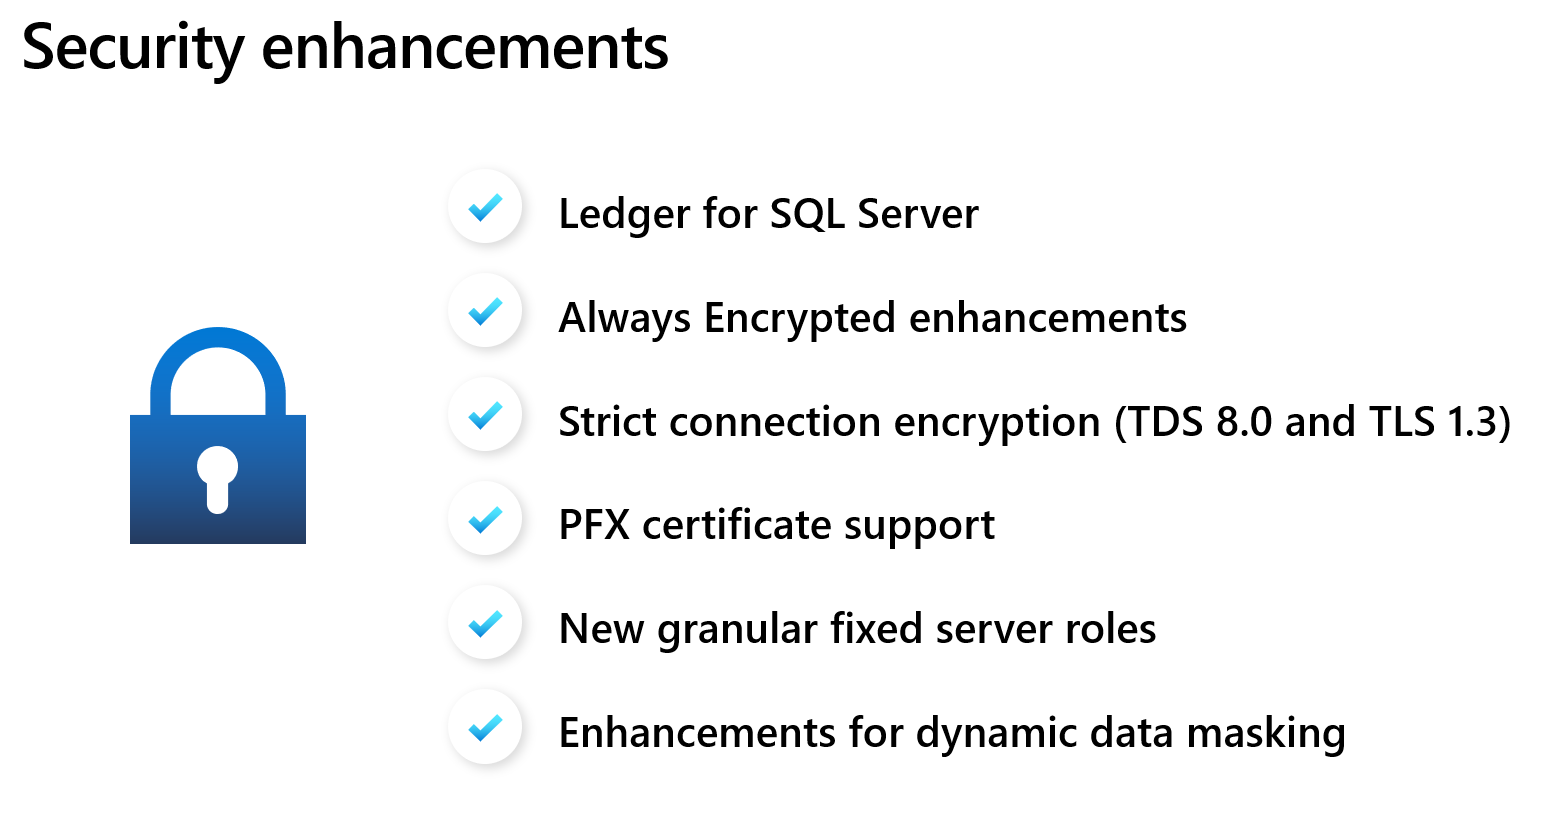 Security enhancements
Ledger for SQL Server
Always Encrypted enhancements
Strict connection encryption (TDS 8.0 and TLS 1.3)
PFX certificate support
New granular fixed server roles
Enhancements for dynamic data masking